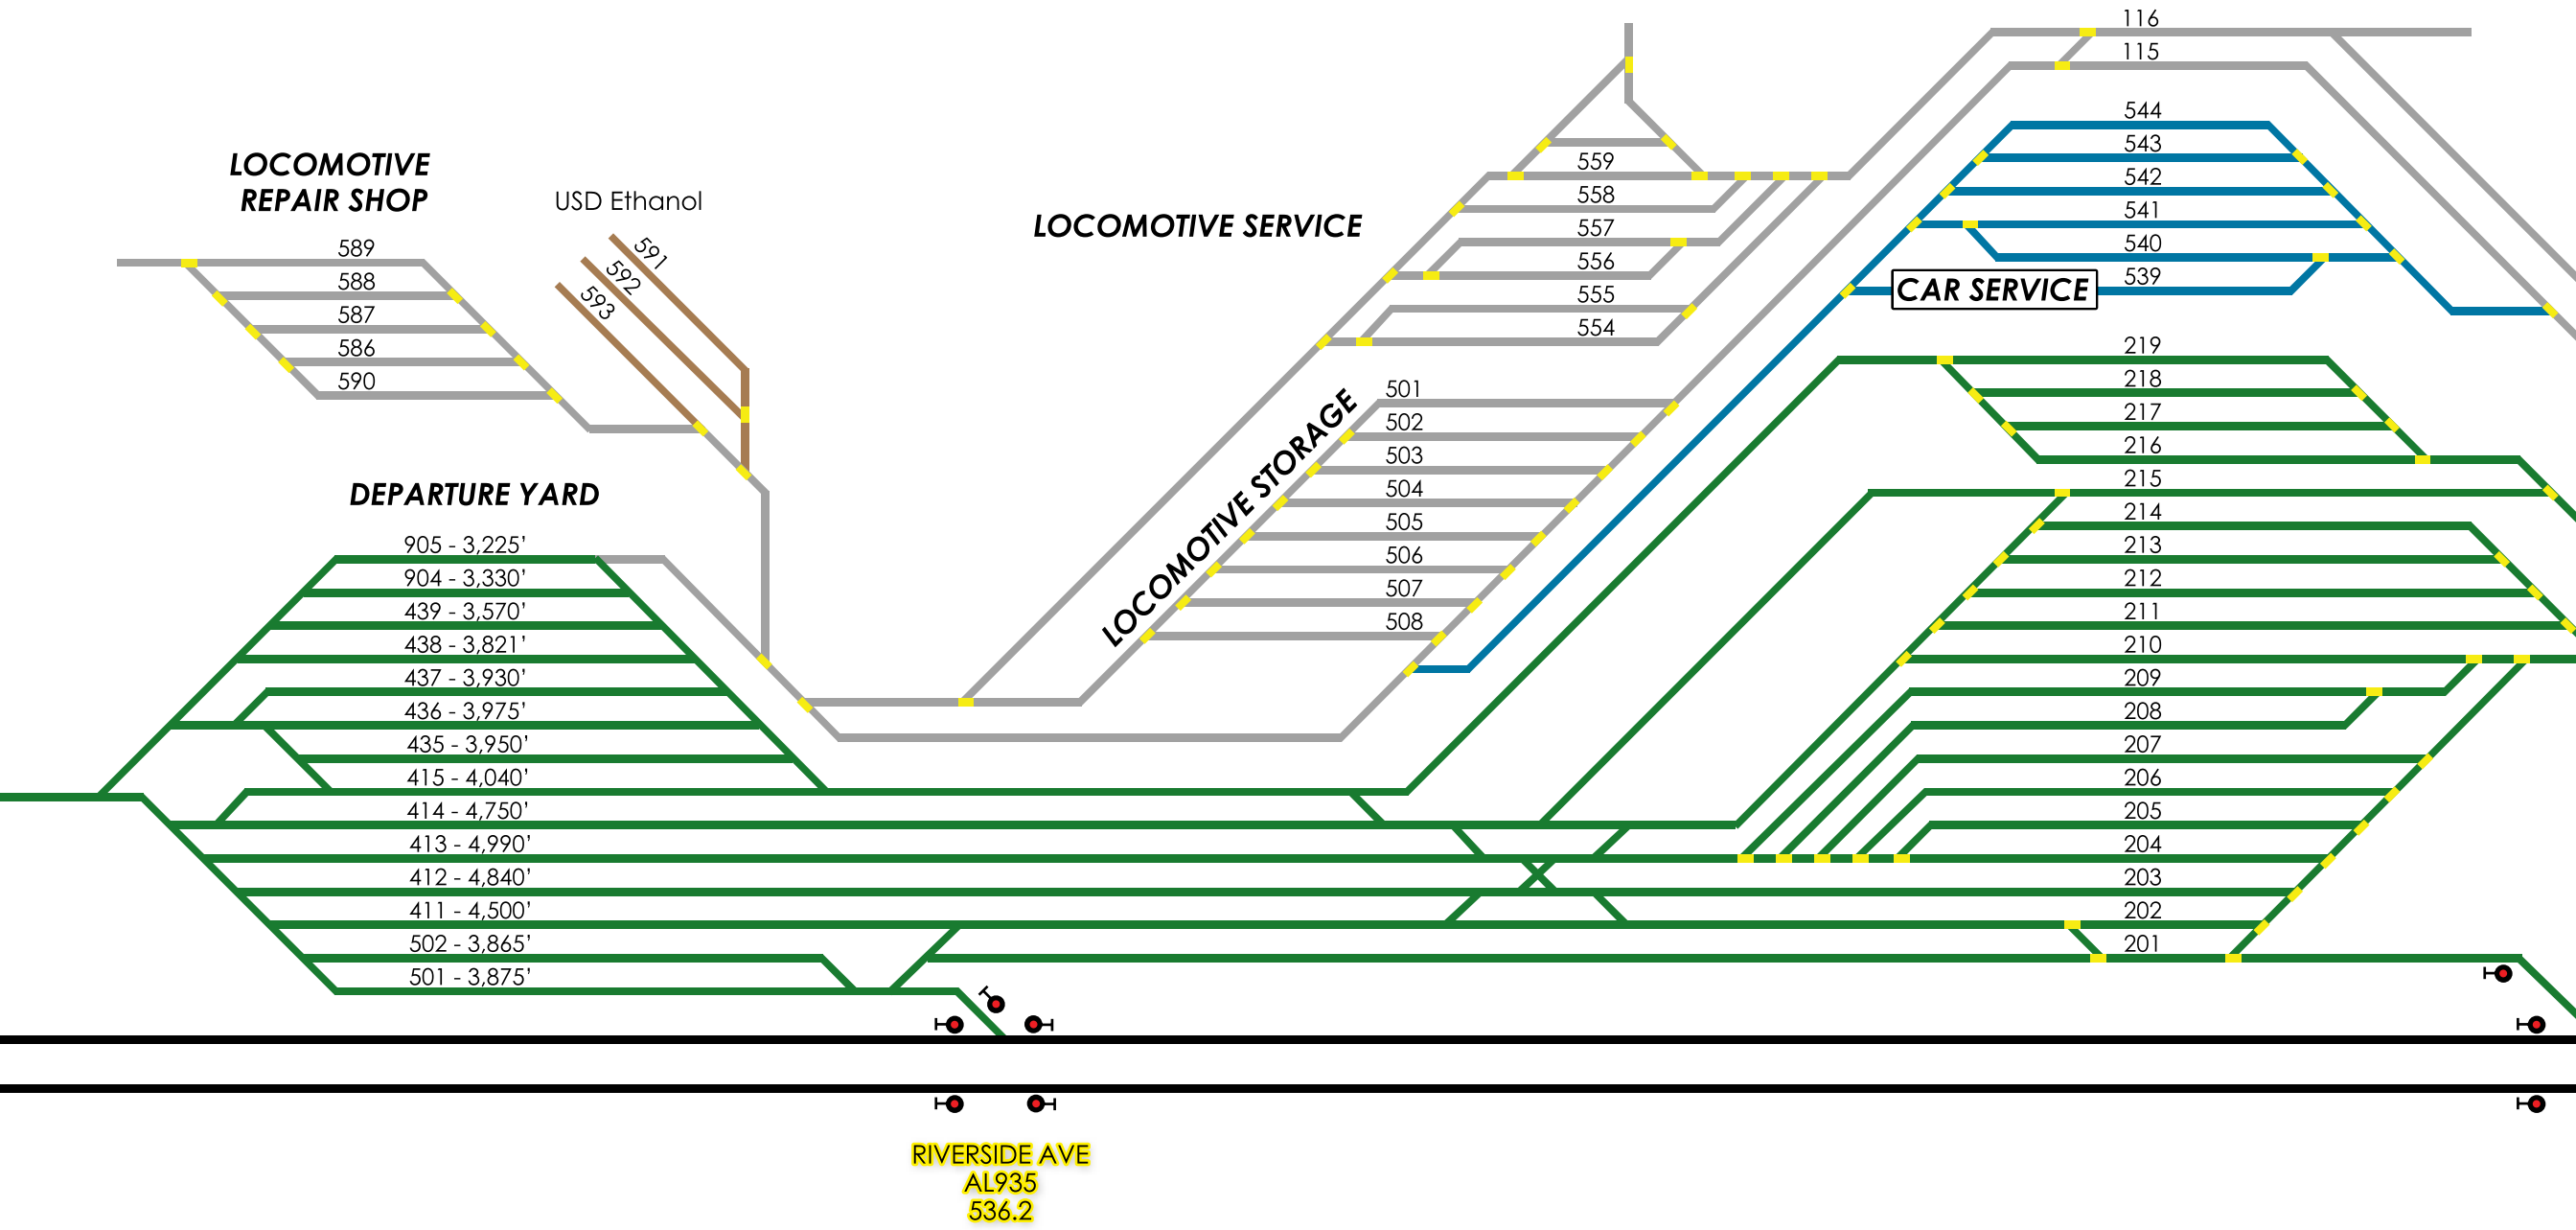 116
115
544
543
542
541
540
539
CAR SERVICE
LOCOMOTIVE
REPAIR SHOP
589
588
587
586
590
USD Ethanol
591
592
593
LOCOMOTIVE SERVICE
559
558
557
556
555
554
LOCOMOTIVE STORAGE
501
502
503
504
505
506
507
508
DEPARTURE YARD
905 - 3,225'
904 - 3,330'
439 - 3,570'
438 - 3,821'
437 - 3,930'
436 - 3,975'
435 - 3,950'
415 - 4,040'
414 - 4,750'
413 - 4,990'
412 - 4,840'
411 - 4,500'
502 - 3,865'
501 - 3,875'
219
218
217
216
215
214
213
212
211
210
209
208
207
206
205
204
203
202
201
RIVERSIDE AVE
AL935
536.2